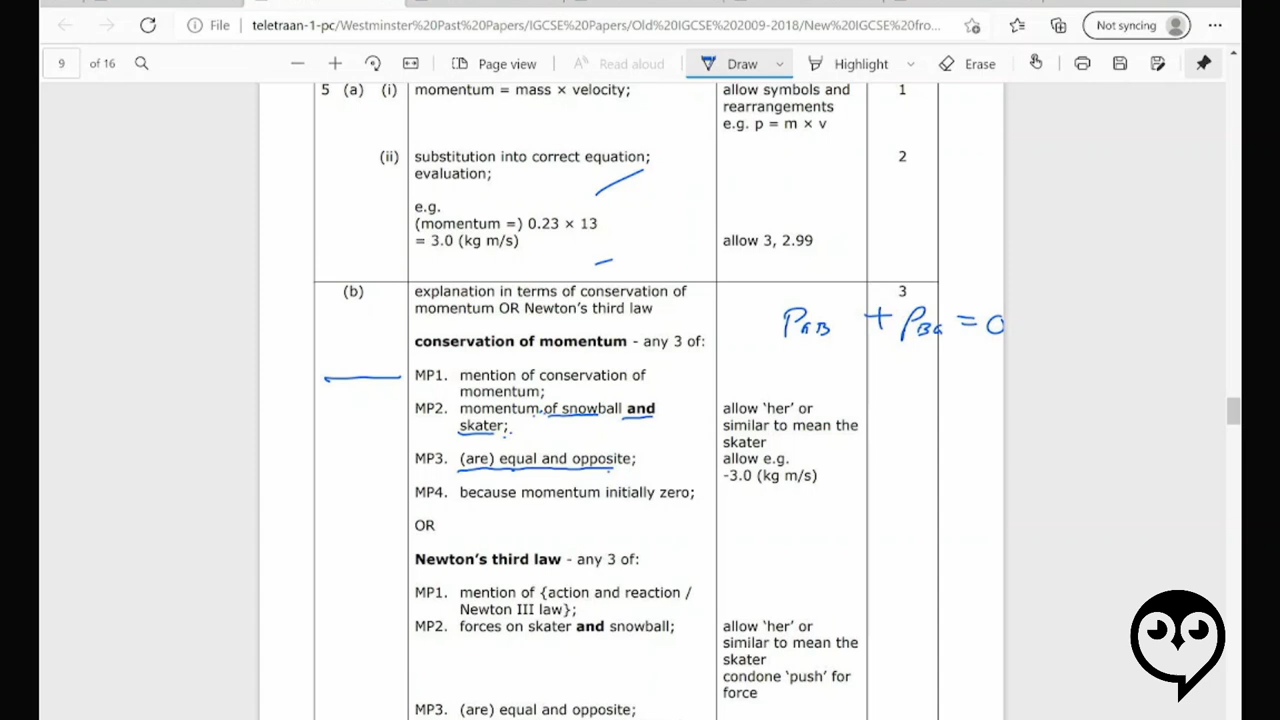 teletraan-1-pc/Westminster%20Past%20Papers/IGCSE%20Papers/Old%20IGCSE%202009-2018/New%20IGCSE%20fro...
File
Not syncing
9 of 16
Page view
Read aloud
Draw
Highlight
Erase
5 (a) (i) momentum = mass × velocity; allow symbols and 1
rearrangements
e.g. p = m × v
(ii) substitution into correct equation; 2
evaluation;
e.g.
(momentum =) 0.23 × 13
= 3.0 (kg m/s) allow 3, 2.99
(b) explanation in terms of conservation of 3
momentum OR Newton's third law
PGB + PBG = 0
conservation of momentum - any 3 of:
MP1. mention of conservation of
momentum;
MP2. momentum of snowball and allow 'her' or
skater; similar to mean the
skater
MP3. (are) equal and opposite; allow e.g.
-3.0 (kg m/s)
MP4. because momentum initially zero;
OR
Newton's third law - any 3 of:
MP1. mention of {action and reaction /
Newton III law};
MP2. forces on skater and snowball; allow 'her' or
similar to mean the
skater
condone 'push' for
force
MP3. (are) equal and opposite;